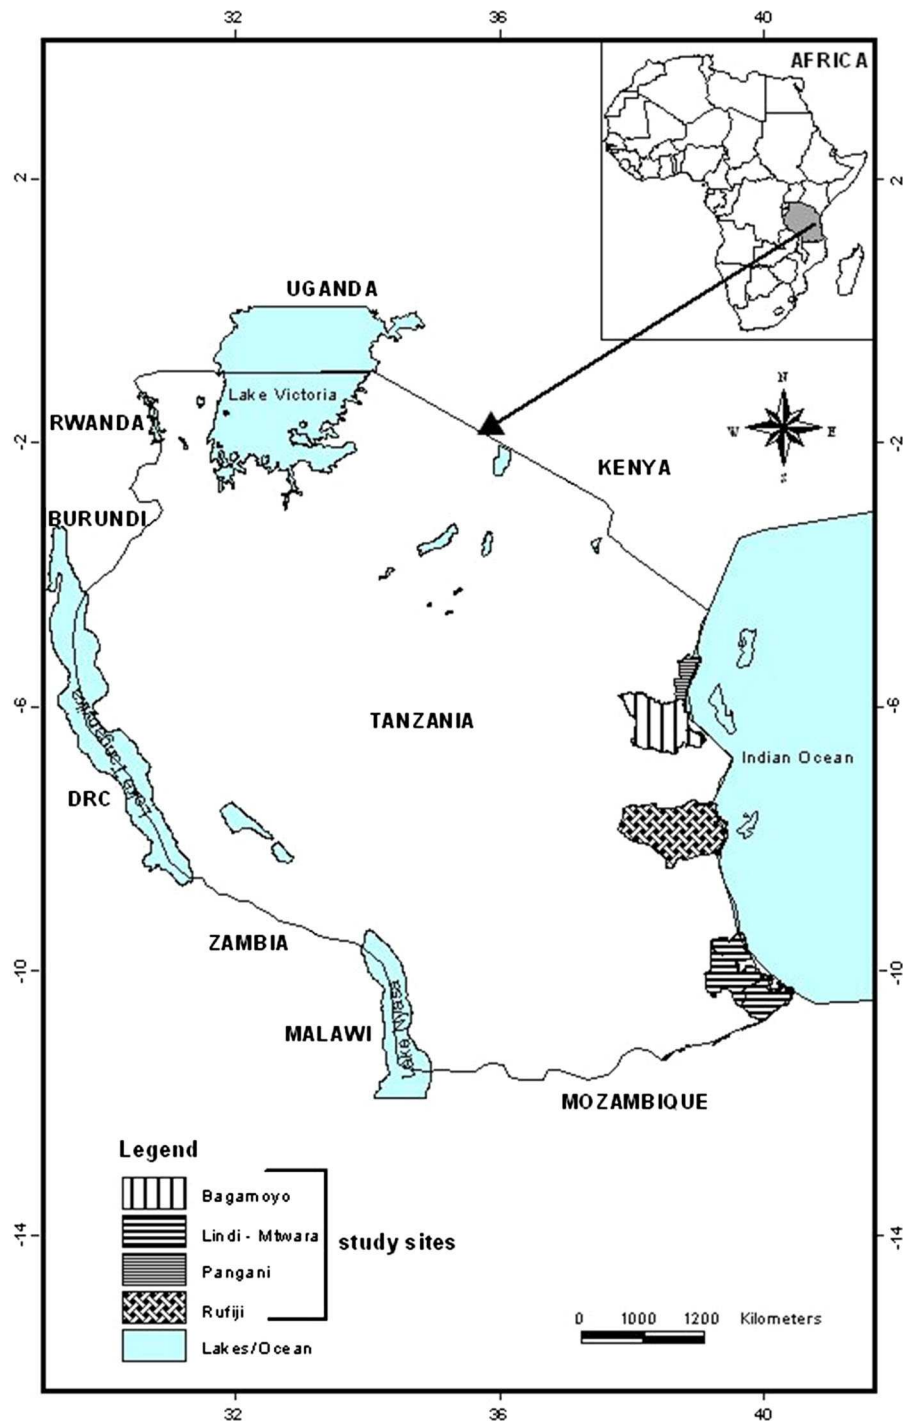 32 36 40
AFRICA
2 2
UGANDA
Lake Victoria
N
RWANDA
W E
S
-2 -2
KENYA
BURUNDI
-6 -6
TANZANIA
Indian Ocean
DRC
ZAMBIA
-10 -10
Lake Nyasa
MALAWI
MOZAMBIQUE
Legend
Bagamoyo
Lindi - Mtwara
study sites
-14 -14
Pangani
Rufiji
0 1000 1200 Kilometers
Lakes/Ocean
32 36 40